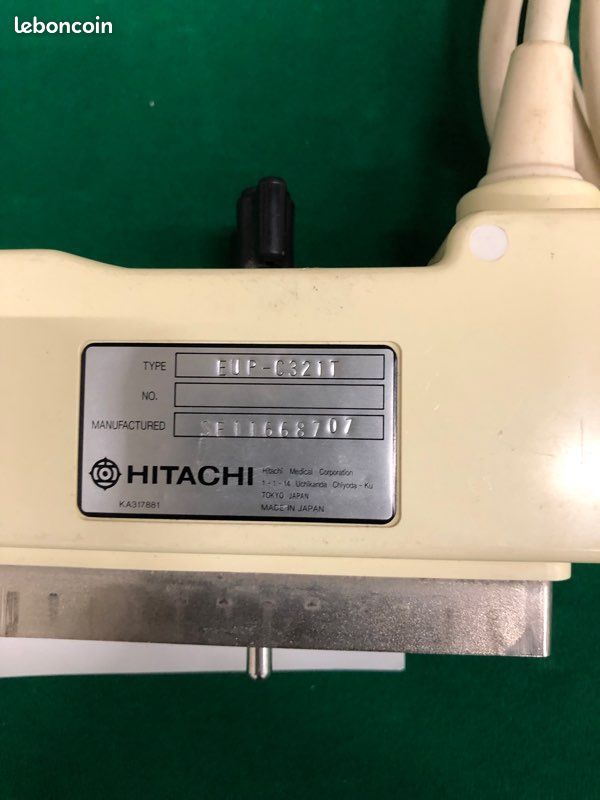 leboncoin
TYPE EUP-C321T
NO.
MANUFACTURED SE11668707
HITACHI
Hitachi Medical Corporation
1-1-14 Uchikanda Chiyoda-Ku
TOKYO JAPAN
MADE IN JAPAN
KA317881